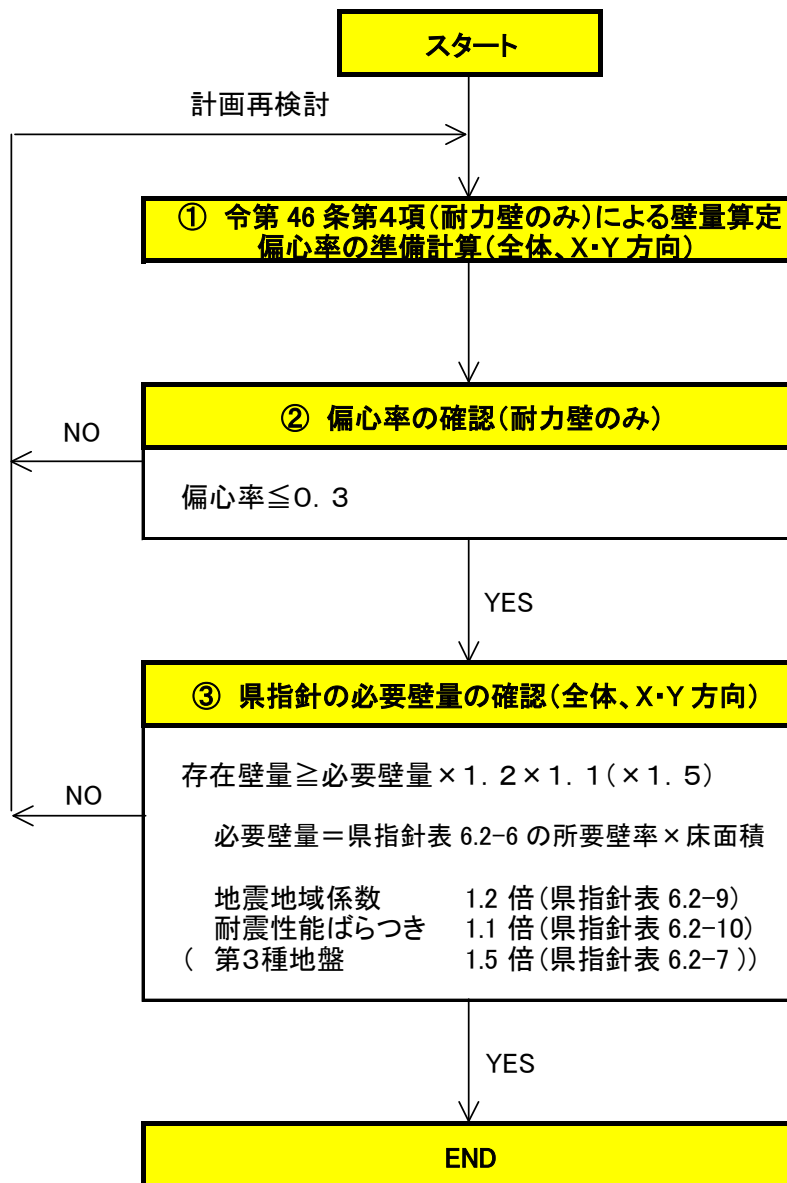 スタート
計画再検討
① 令第 46 条第4項(耐力壁のみ)による壁量算定
偏心率の準備計算(全体、X・Y 方向)
② 偏心率の確認(耐力壁のみ)
NO
偏心率≦0.3
YES
③ 県指針の必要壁量の確認(全体、X・Y 方向)
存在壁量≧必要壁量×1.2×1.1(×1.5)
NO
必要壁量=県指針表 6.2-6 の所要壁率×床面積
地震地域係数 1.2 倍(県指針表 6.2-9)
耐震性能ばらつき 1.1 倍(県指針表 6.2-10)
( 第3種地盤 1.5 倍(県指針表 6.2-7 ))
YES
END